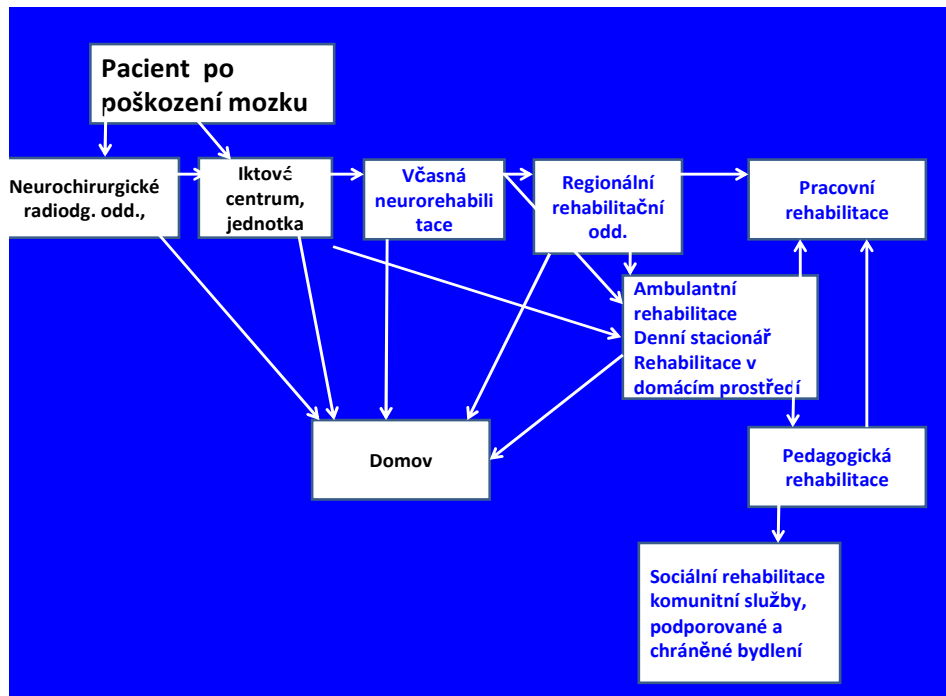 Pacient po
poškození mozku
Neurochirurgické
radiodg. odd.,
Iktové
centrum,
jednotka
Včasná
neurorehabili
tace
Regionální
rehabilitační
odd.
Pracovní
rehabilitace
Ambulantní
rehabilitace
Denní stacionář
Rehabilitace v
domácím prostředí
Domov
Pedagogická
rehabilitace
Sociální rehabilitace
komunitní služby,
podporované a
chráněné bydlení